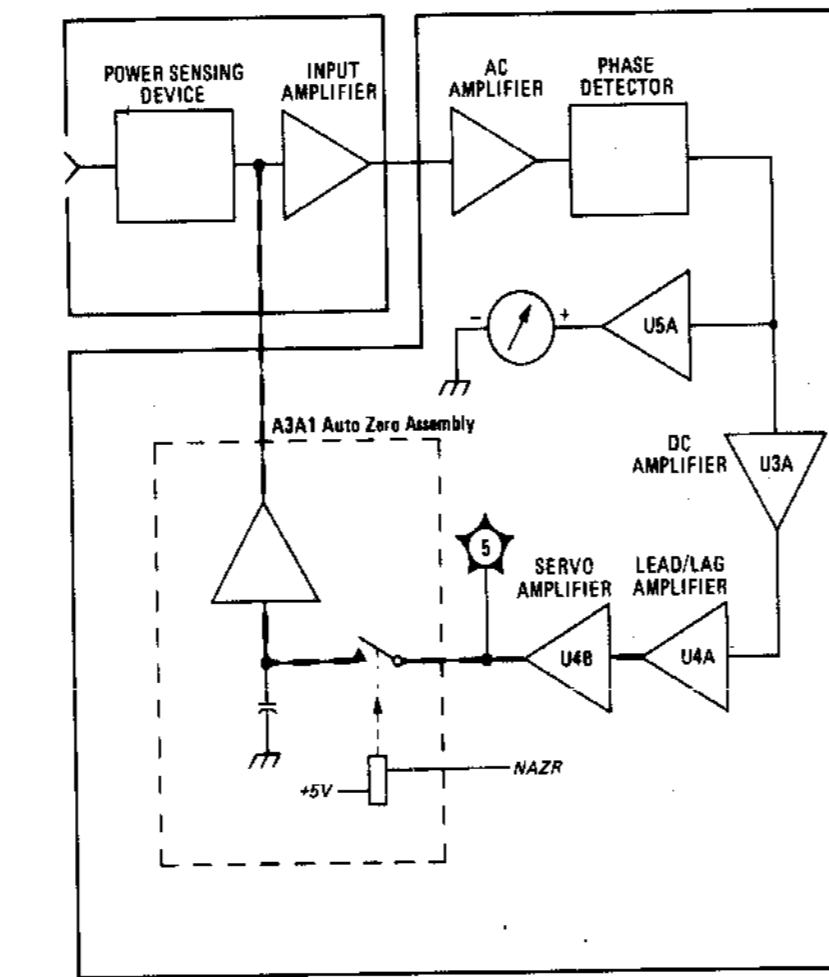 POWER SENSING
DEVICE
INPUT
AMPLIFIER
AC
AMPLIFIER
PHASE
DETECTOR
-
+
U5A
A3A1 Auto Zero Assembly
DC
AMPLIFIER
U3A
5
SERVO
AMPLIFIER
LEAD/LAG
AMPLIFIER
U4B
U4A
+5V
NAZR